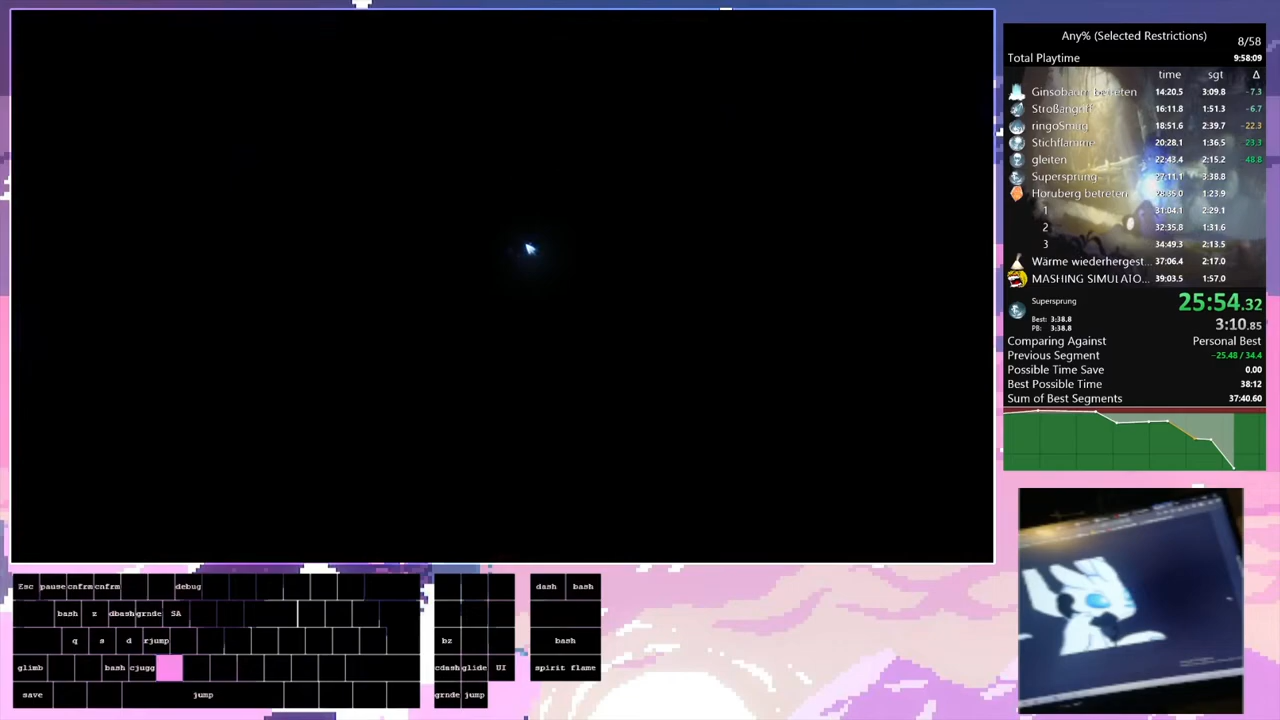 Any% (Selected Restrictions)
8/58
Total Playtime 9:58:09
time sgt Δ
Ginsobaum betreten 14:20.5 3:09.8 -7.3
Stroßangriff 16:11.8 1:51.3 -6.7
ringoSmug 18:51.6 2:39.7 -22.3
Stichflamme 20:28.1 1:36.5 -23.3
gleiten 22:43.4 2:15.2 -48.8
Supersprung 27:11.1 3:38.8
Horuberg betreten 28:35.0 1:23.9
1 31:04.1 2:29.1
2 32:35.8 1:31.6
3 34:49.3 2:13.5
Wärme wiederhergest... 37:06.4 2:17.0
MASHING SIMULATO... 39:03.5 1:57.0
Supersprung 25:54.32
Best: 3:38.8
PB: 3:38.8
3:10.85
Comparing Against Personal Best
Previous Segment -25.48 / 34.4
Possible Time Save 0.00
Best Possible Time 38:12
Sum of Best Segments 37:40.60
Esc pause cnfrm cnfrm debug dash bash
bash z dbash grnde SA
q s d rjump bz bash
glimb bash cjugg cdash glide UI spirit flame
save jump grnde jump